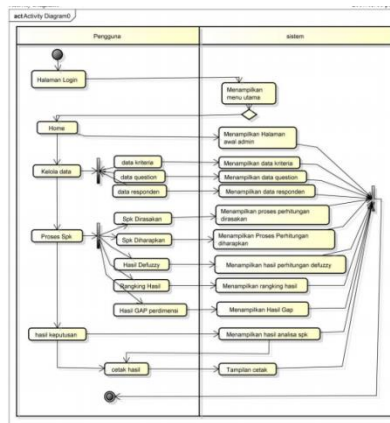 act Activity Diagram0
Pengguna
sistem
Halaman Login
Menampilkan
menu utama
Home
Menampilkan Halaman
awal admin
Kelola data
data kriteria
Menampilkan data kriteria
data question
Menampilkan data question
data responden
Menampilkan data responden
Proses Spk
Spk Dirasakan
Menampilkan proses perhitungan
dirasakan
Spk Diharapkan
Menampilkan Proses Perhitungan
diharapkan
Hasil Defuzzy
Menampilkan hasil perhitungan defuzzy
Rangking Hasil
Menampilkan rangking hasil
Hasil GAP perdimensi
Menampilkan Hasil Gap
hasil keputusan
Menampilkan hasil analisa spk
cetak hasil
Tampilan cetak